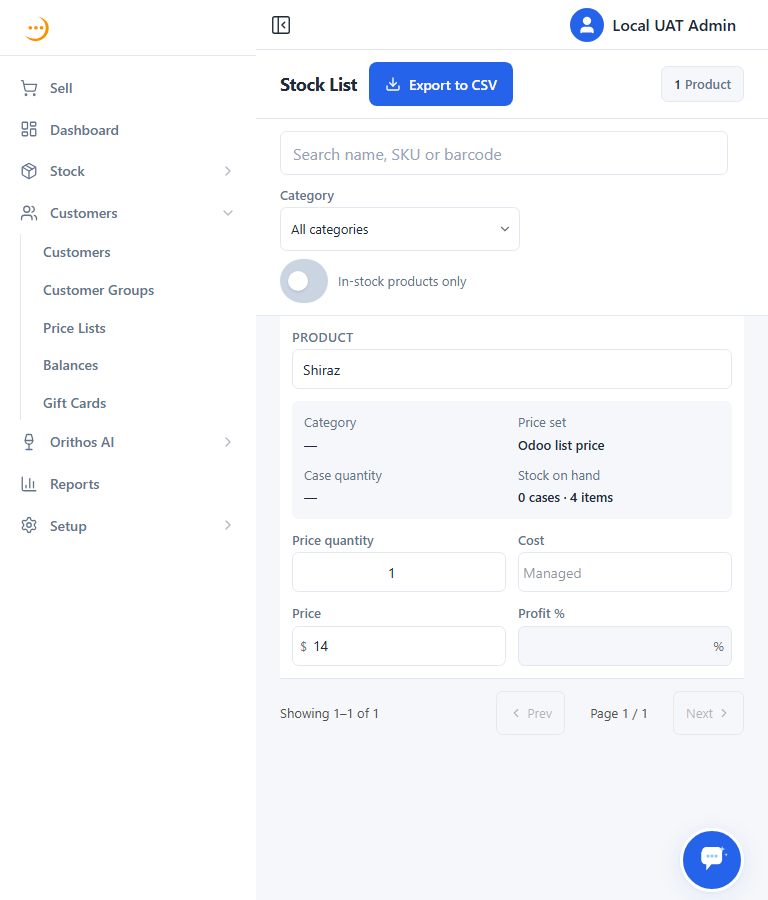 Local UAT Admin
Sell
Dashboard
Stock
Customers
Customers
Customer Groups
Price Lists
Balances
Gift Cards
Orithos AI
Reports
Setup
Stock List
Export to CSV
1 Product
Search name, SKU or barcode
Category
All categories
In-stock products only
PRODUCT
Shiraz
Category
—
Price set
Odoo list price
Case quantity
—
Stock on hand
0 cases · 4 items
Price quantity
1
Cost
Managed
Price
$ 14
Profit %
%
Showing 1–1 of 1
Prev
Page 1 / 1
Next